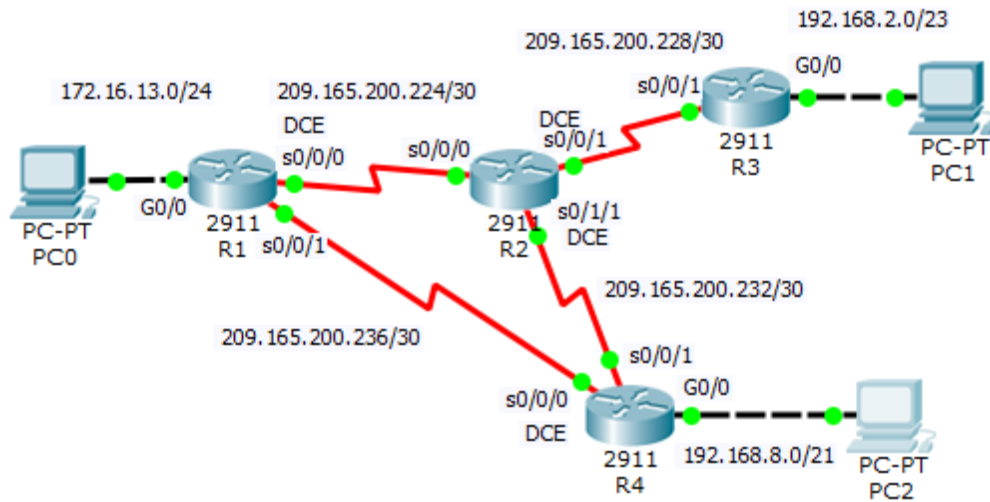 192.168.2.0/23
209.165.200.228/30
G0/0
172.16.13.0/24
209.165.200.224/30
s0/0/1
DCE
DCE
s0/0/1
s0/0/0
s0/0/0
2911
R3
PC-PT
PC1
G0/0
PC-PT
PC0
2911
R1
s0/0/1
2911
R2
s0/1/1
DCE
209.165.200.232/30
209.165.200.236/30
s0/0/1
s0/0/0
DCE
G0/0
192.168.8.0/21
2911
R4
PC-PT
PC2